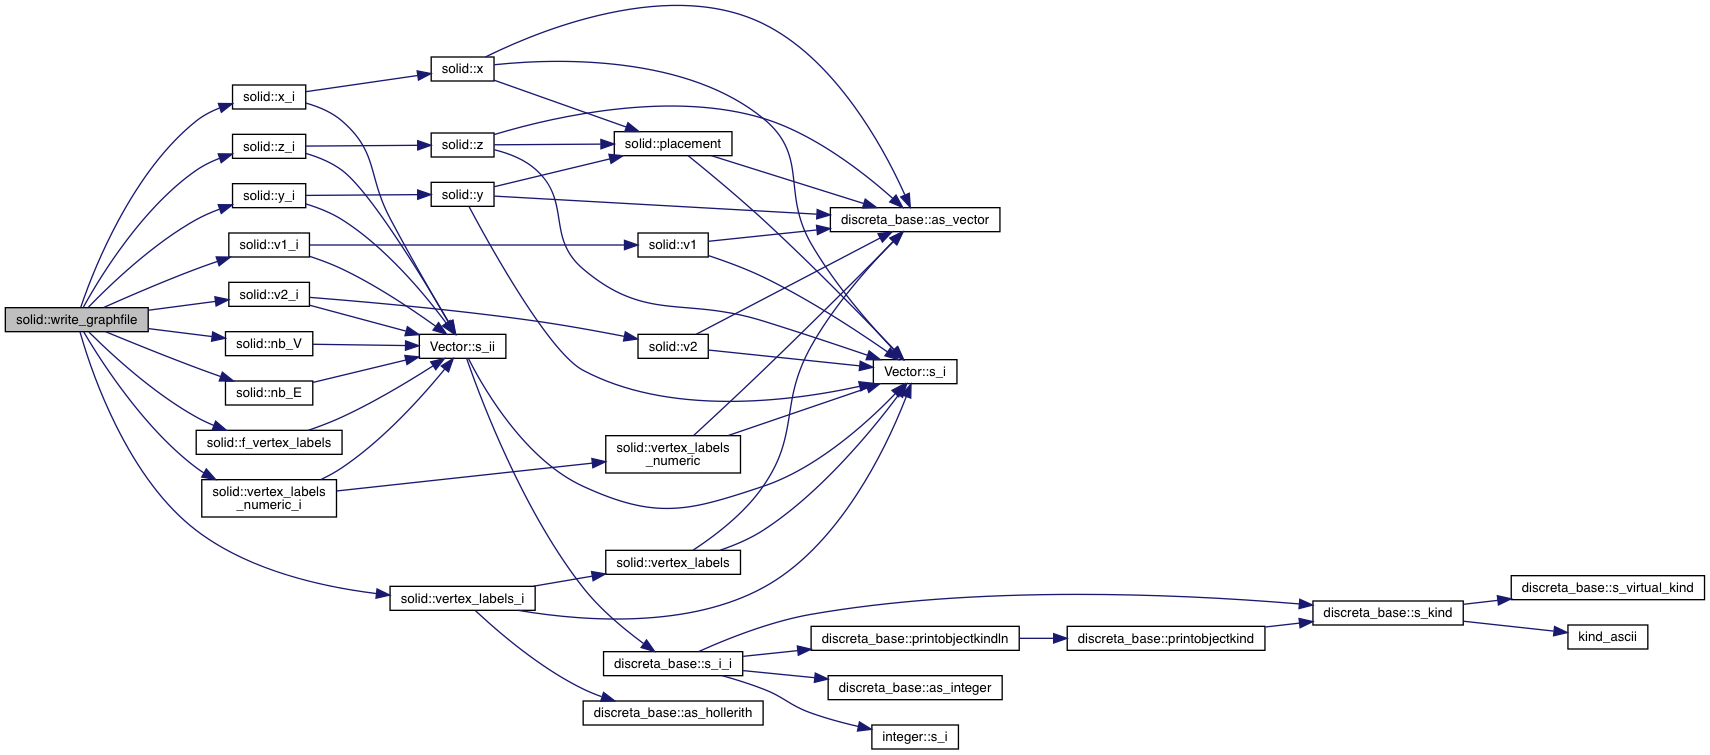 solid::write_graphfile
solid::x_i
solid::z_i
solid::y_i
solid::v1_i
solid::v2_i
solid::nb_V
solid::nb_E
solid::f_vertex_labels
solid::vertex_labels
_numeric_i
solid::vertex_labels_i
solid::x
solid::z
solid::y
Vector::s_ii
solid::placement
solid::v1
solid::v2
solid::vertex_labels
_numeric
solid::vertex_labels
discreta_base::s_i_i
discreta_base::as_hollerith
discreta_base::as_vector
Vector::s_i
discreta_base::printobjectkindln
discreta_base::as_integer
integer::s_i
discreta_base::printobjectkind
discreta_base::s_kind
discreta_base::s_virtual_kind
kind_ascii